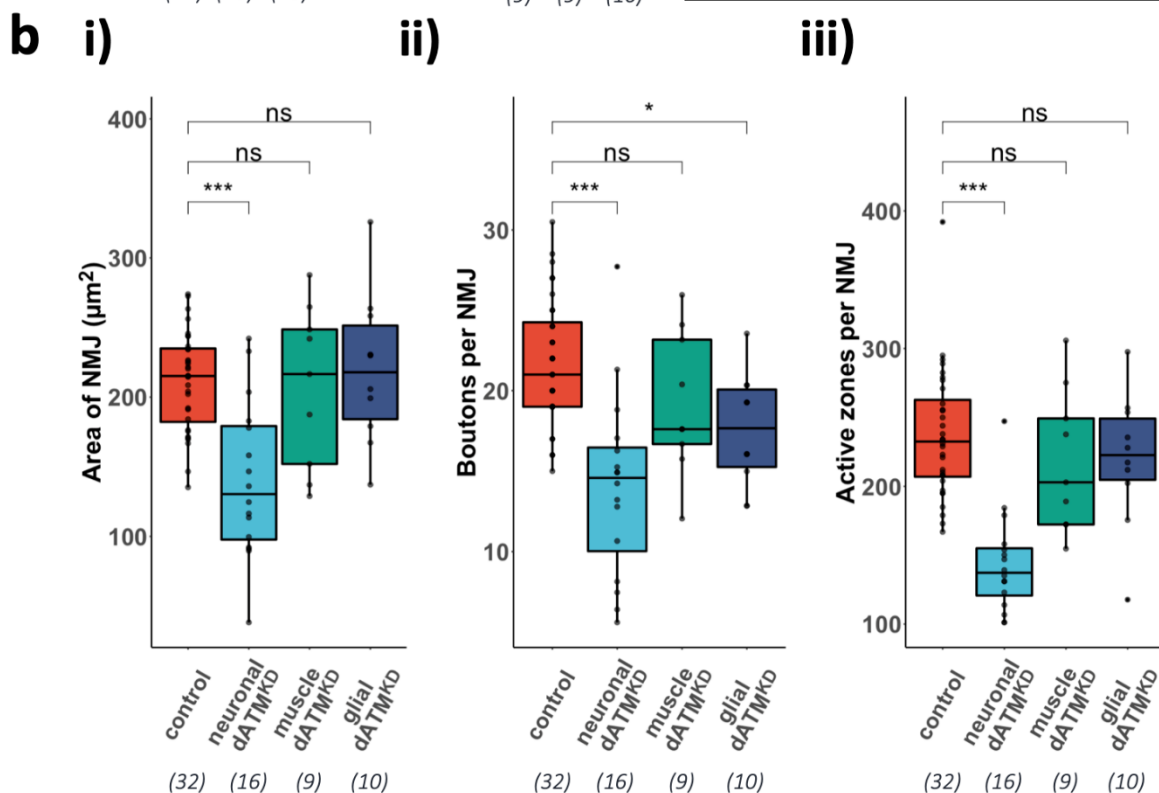 b i) ii) iii)
Area of NMJ (µm²)
400
300
200
100
ns
ns
***
control
neuronal dATMᴷᴰ
muscle dATMᴷᴰ
glial dATMᴷᴰ
(32) (16) (9) (10)
Boutons per NMJ
30
20
10
*
ns
***
control
neuronal dATMᴷᴰ
muscle dATMᴷᴰ
glial dATMᴷᴰ
(32) (16) (9) (10)
Active zones per NMJ
400
300
200
100
ns
ns
***
control
neuronal dATMᴷᴰ
muscle dATMᴷᴰ
glial dATMᴷᴰ
(32) (16) (9) (10)